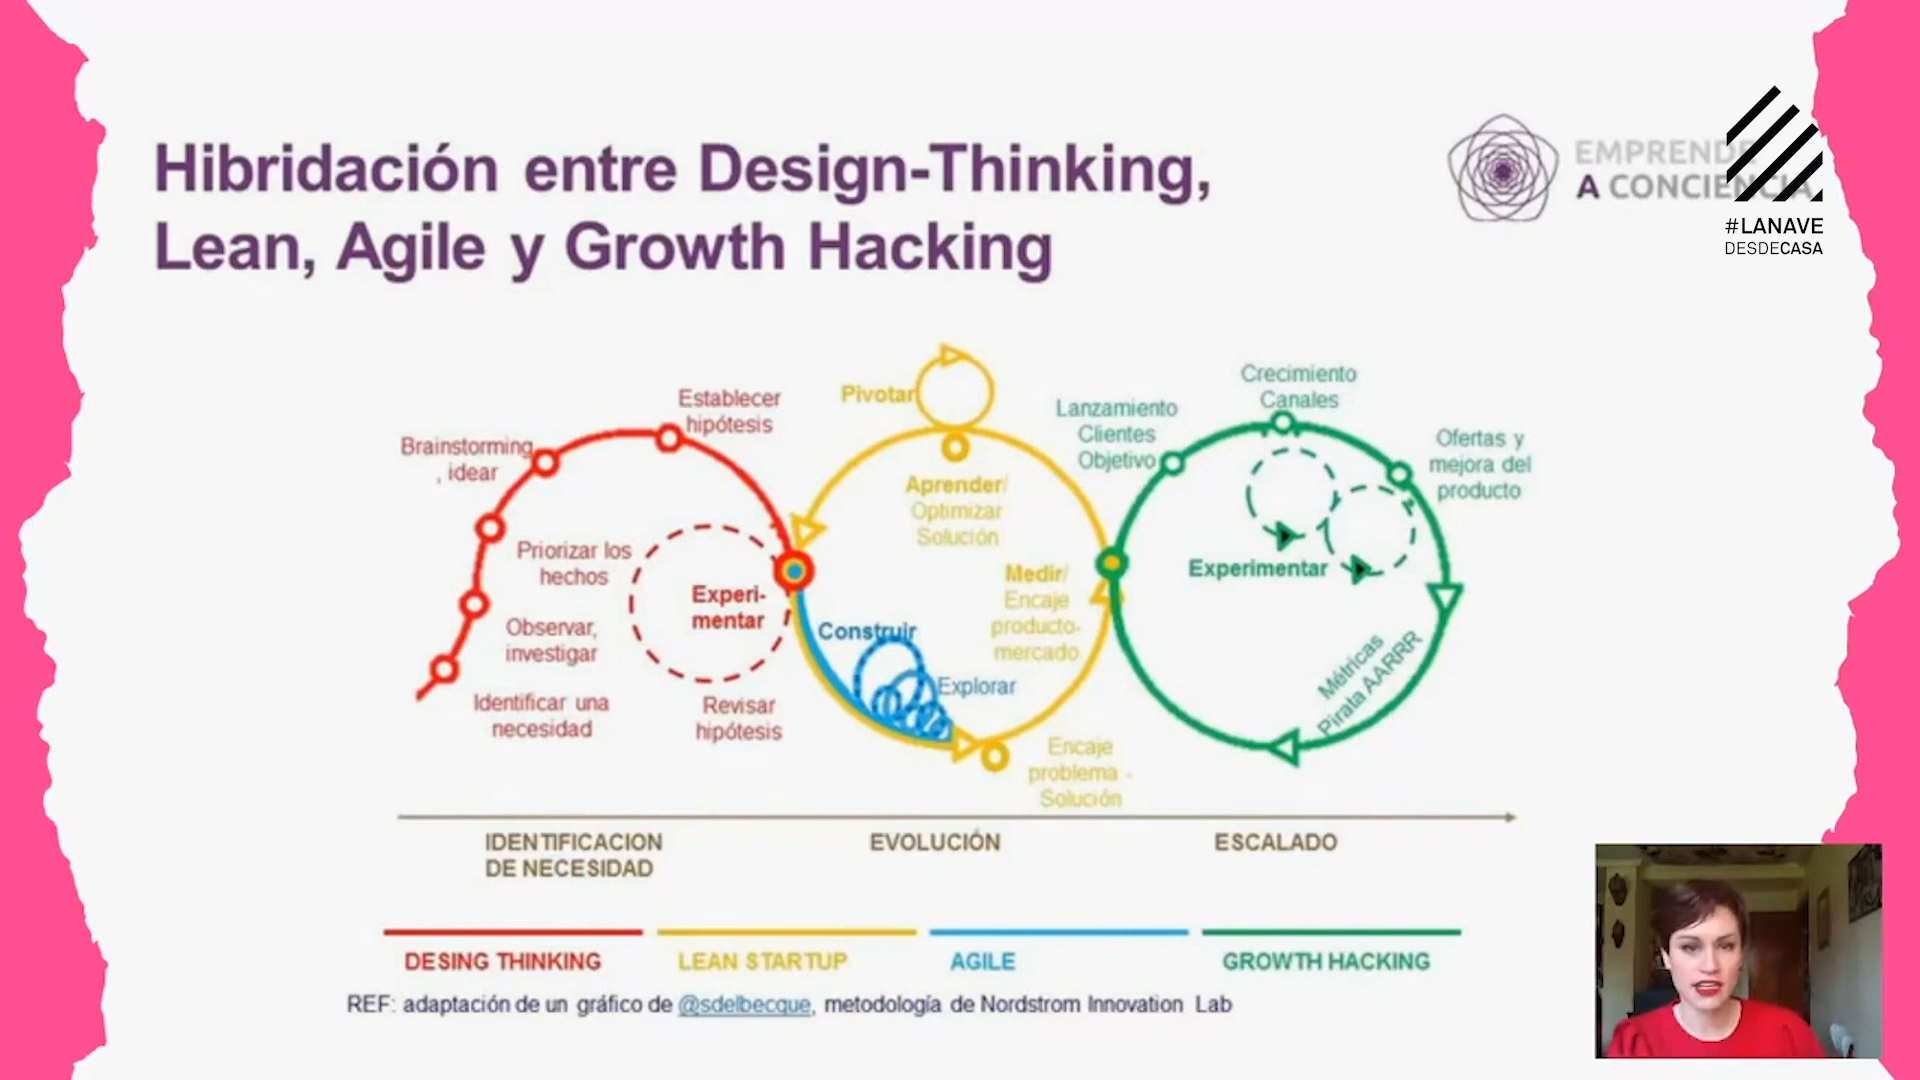 Hibridación entre Design-Thinking,
Lean, Agile y Growth Hacking
EMPRENDE
A CONCIENCIA
#LANAVE
DESDECASA
Brainstorming
, idear
Establecer
hipótesis
Priorizar los
hechos
Observar,
investigar
Identificar una
necesidad
Experi-
mentar
Revisar
hipótesis
Pivotar
Aprender/
Optimizar
Solución
Medir/
Encaje
producto-
mercado
Construir
Explorar
Encaje
problema -
Solución
Lanzamiento
Clientes
Objetivo
Crecimiento
Canales
Ofertas y
mejora del
producto
Experimentar
Métricas
Pirata AARRR
IDENTIFICACION
DE NECESIDAD
EVOLUCIÓN
ESCALADO
DESING THINKING
LEAN STARTUP
AGILE
GROWTH HACKING
REF: adaptación de un gráfico de @sdelbecque, metodología de Nordstrom Innovation Lab